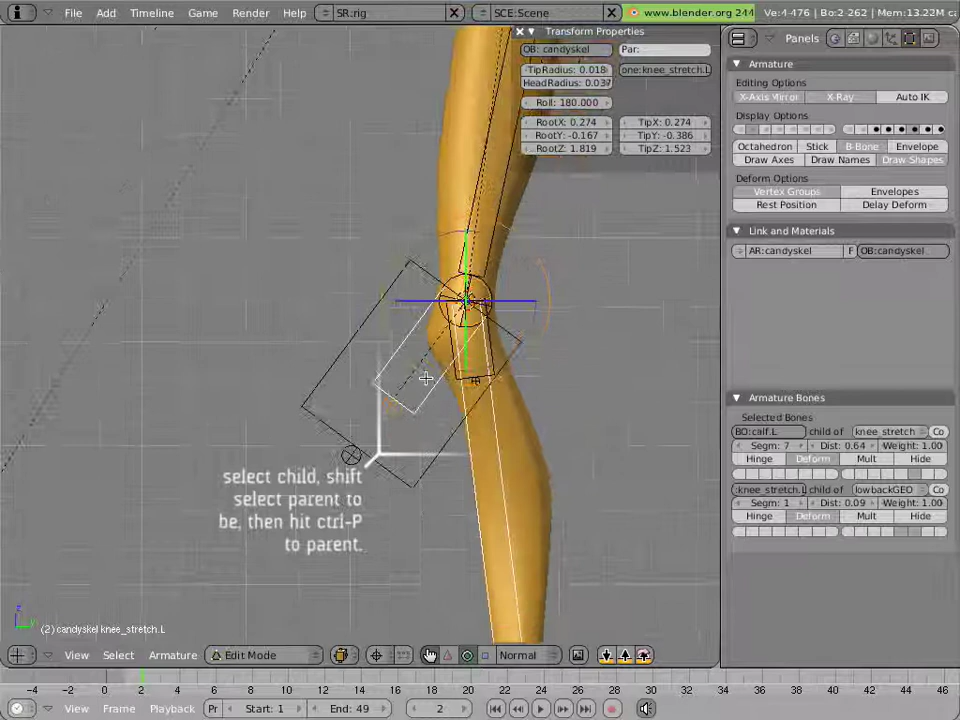 File Add Timeline Game Render Help SR:rig SCE:Scene www.blender.org 244 Ve:4-476 | Bo:2-262 | Mem:13.22M
Transform Properties
OB: candyskel Par:
TipRadius: 0.018 one:knee_stretch.L
HeadRadius: 0.037
Roll: 180.000
RootX: 0.274 TipX: 0.274
RootY: -0.167 TipY: -0.386
RootZ: 1.819 TipZ: 1.523
Panels
Armature
Editing Options
X-Axis Mirror X-Ray Auto IK
Display Options
Octahedron Stick B-Bone Envelope
Draw Axes Draw Names Draw Shapes
Deform Options
Vertex Groups Envelopes
Rest Position Delay Deform
Link and Materials
AR:candyskel F OB:candyskel
Armature Bones
Selected Bones
BO:calf.L child of knee_stretch Co
Segm: 7 Dist: 0.64 Weight: 1.00
Hinge Deform Mult Hide
:knee_stretch.L child of lowbackGEO Co
Segm: 1 Dist: 0.09 Weight: 1.00
Hinge Deform Mult Hide
select child, shift
select parent to
be, then hit ctrl-P
to parent.
z
y
(2) candyskel knee_stretch.L
View Select Armature Edit Mode Normal
-4 -2 0 2 4 6 8 10 12 14 16 18 20 22 24 26 28 30 32 34 36 38 40 42 44 46
View Frame Playback Pr Start: 1 End: 49 2